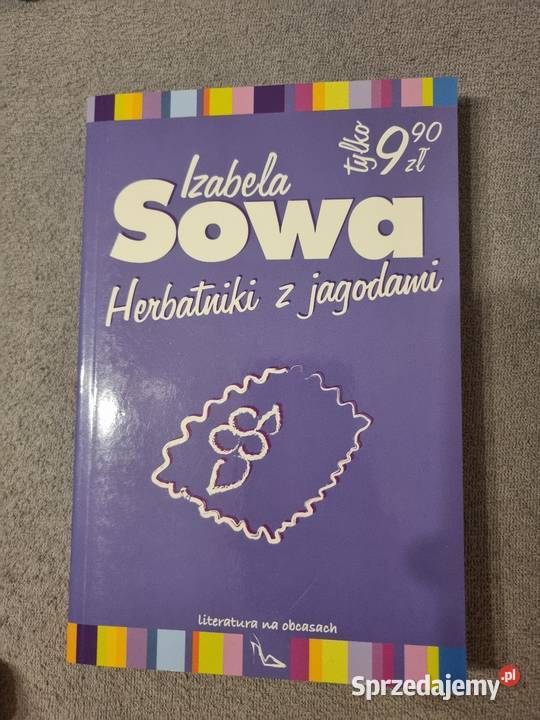 tylko 9 90 zł
Izabela
Sowa
Herbatniki z jagodami
literatura na obcasach
Sprzedajemy.pl